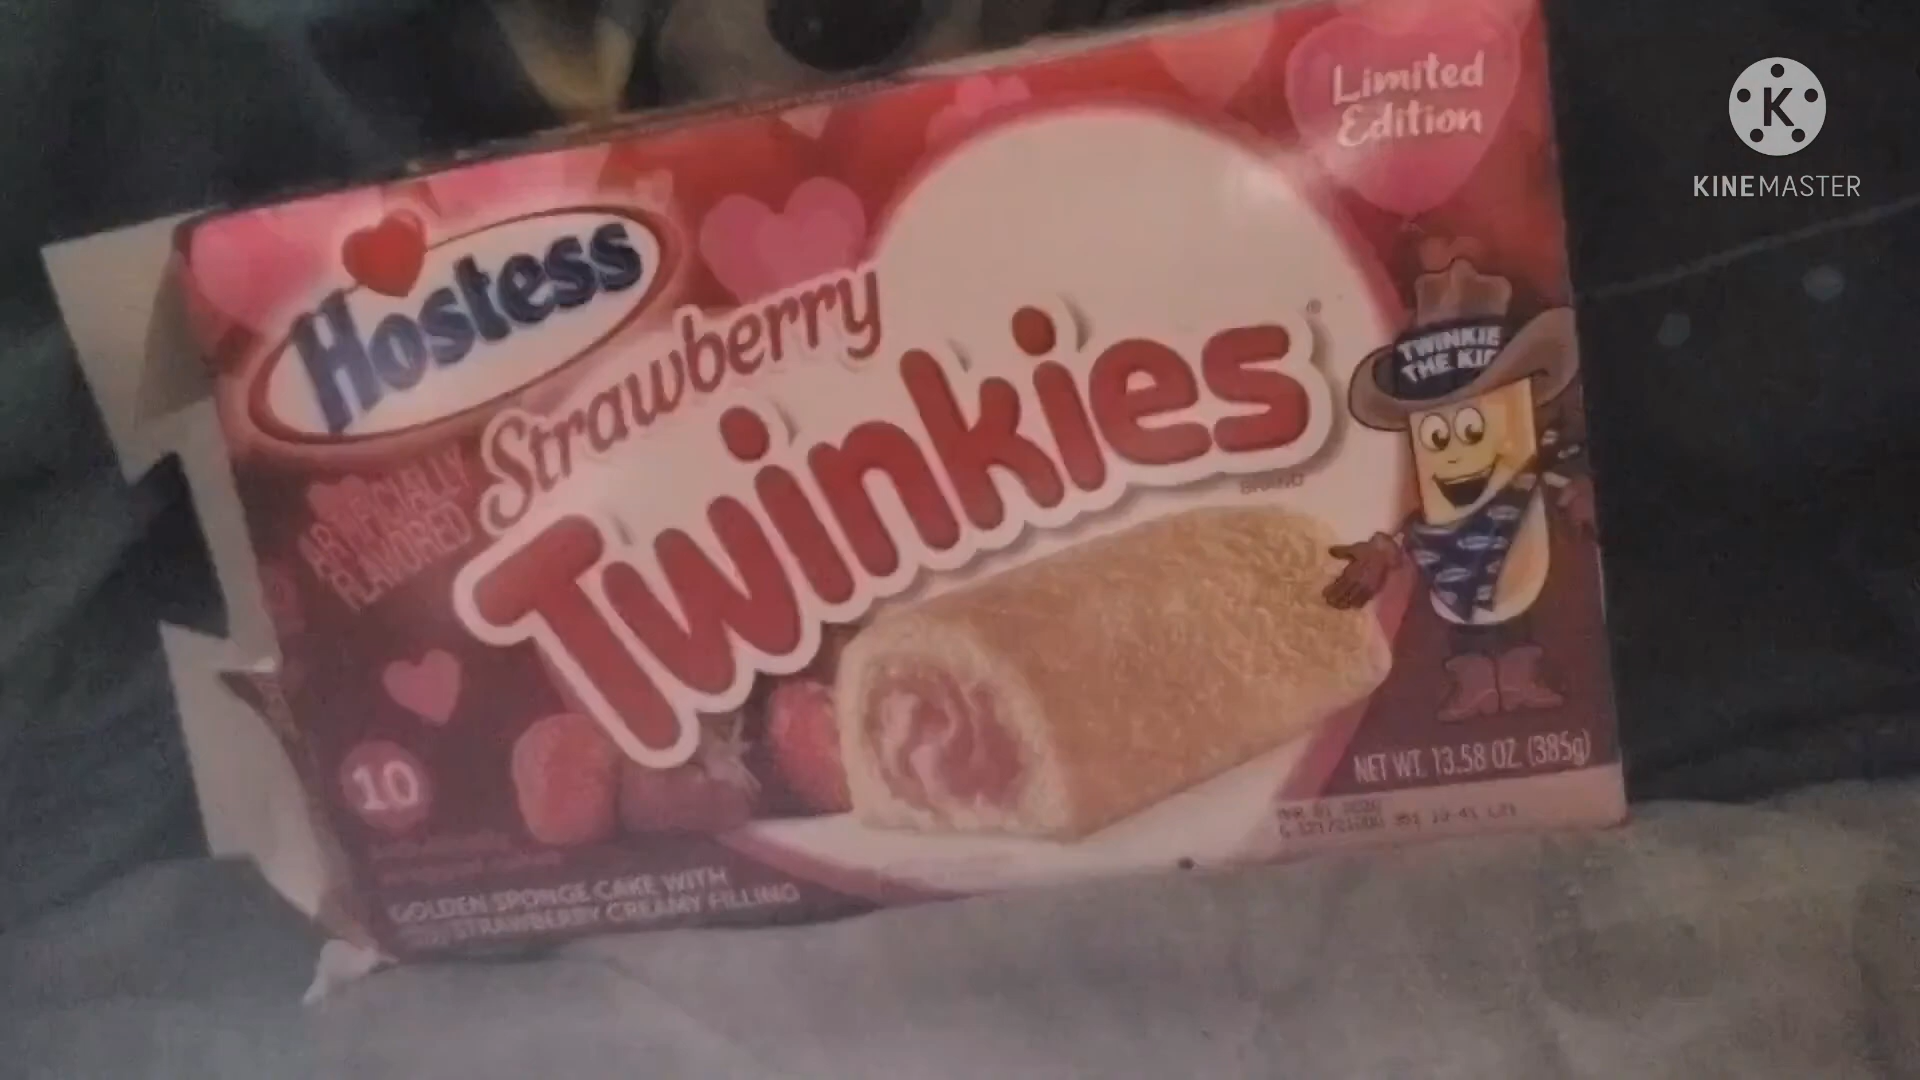 Limited
Edition
K
KINEMASTER
Hostess
Strawberry
Twinkies
®
BRAND
TWINKIE
THE KID
ARTIFICIALLY
FLAVORED
10
NET WT. 13.58 OZ. (385g)
GOLDEN SPONGE CAKE WITH
STRAWBERRY CREAMY FILLING